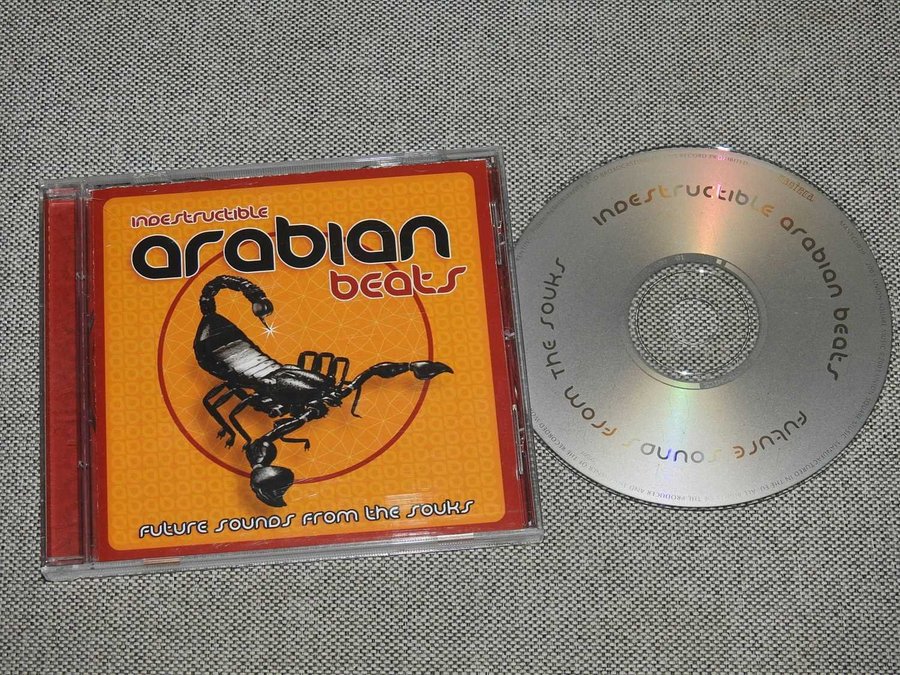 Indestructible
arabian
beats
future sounds from the souks
Indestructible arabian beats
future sounds from the souks